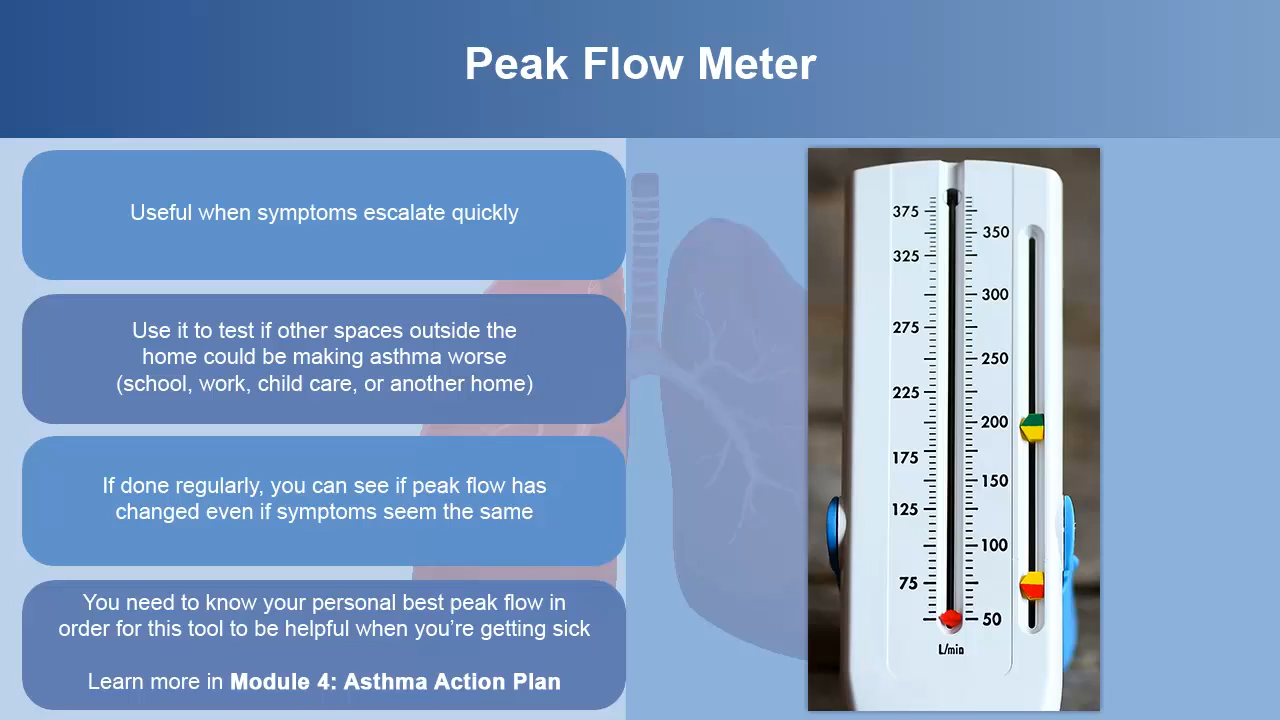 Peak Flow Meter
Useful when symptoms escalate quickly
Use it to test if other spaces outside the
home could be making asthma worse
(school, work, child care, or another home)
If done regularly, you can see if peak flow has
changed even if symptoms seem the same
You need to know your personal best peak flow in
order for this tool to be helpful when you’re getting sick
Learn more in Module 4: Asthma Action Plan
375
350
325
300
275
250
225
200
175
150
125
100
75
50
L/min